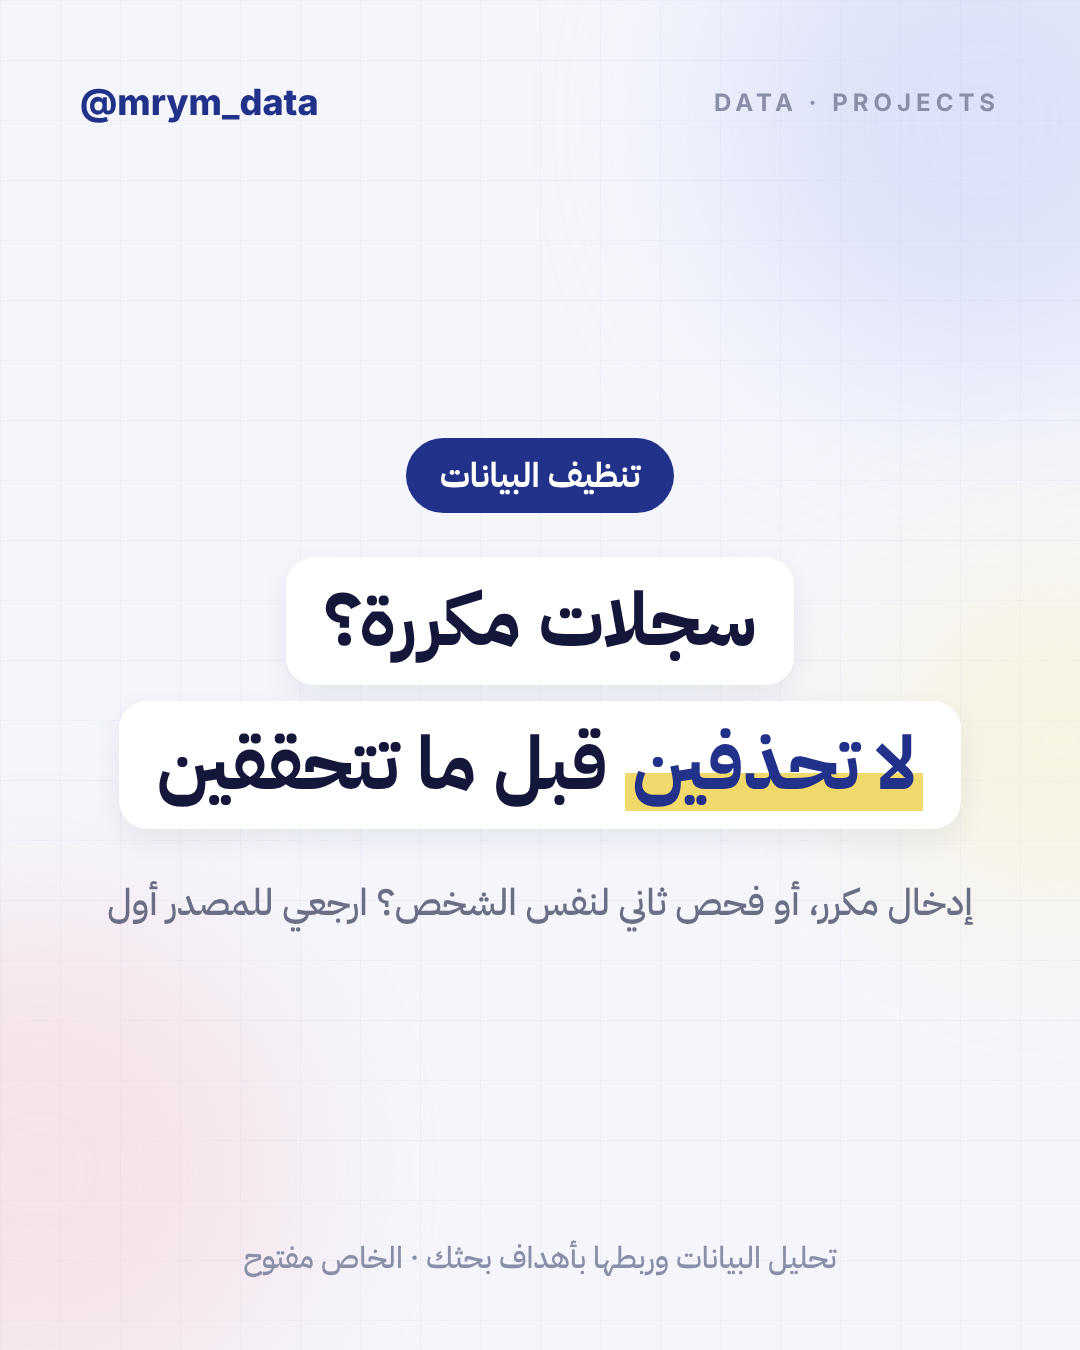 @mrym_data
DATA · PROJECTS
تنظيف البيانات
سجلات مكررة؟
لا تحذفين قبل ما تتحققين
إدخال مكرر، أو فحص ثاني لنفس الشخص؟ ارجعي للمصدر أول
تحليل البيانات وربطها بأهداف بحثك · الخاص مفتوح